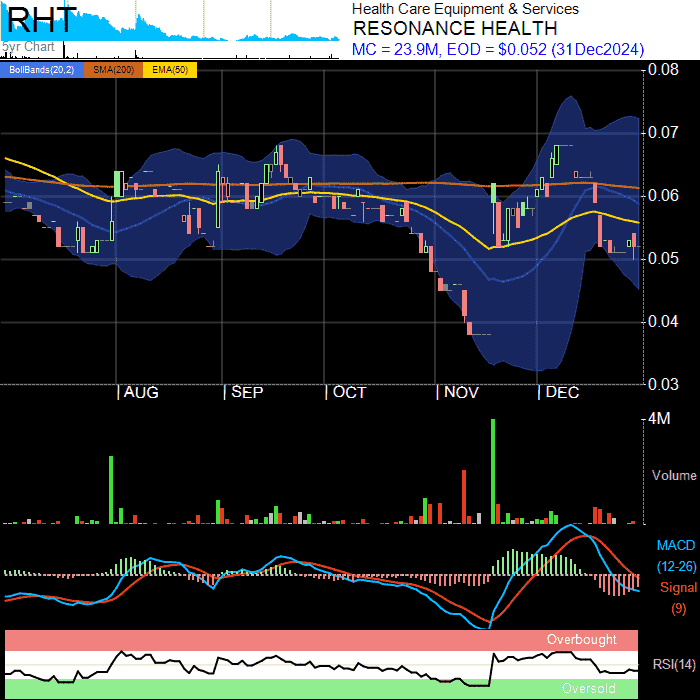 RHT
5yr Chart
Health Care Equipment & Services
RESONANCE HEALTH
MC = 23.9M, EOD = $0.052 (31Dec2024)
BollBands(20,2) SMA(200) EMA(50)
0.08
0.07
0.06
0.05
0.04
0.03
AUG SEP OCT NOV DEC
4M
Volume
MACD
(12-26)
Signal
(9)
Overbought
RSI(14)
Oversold